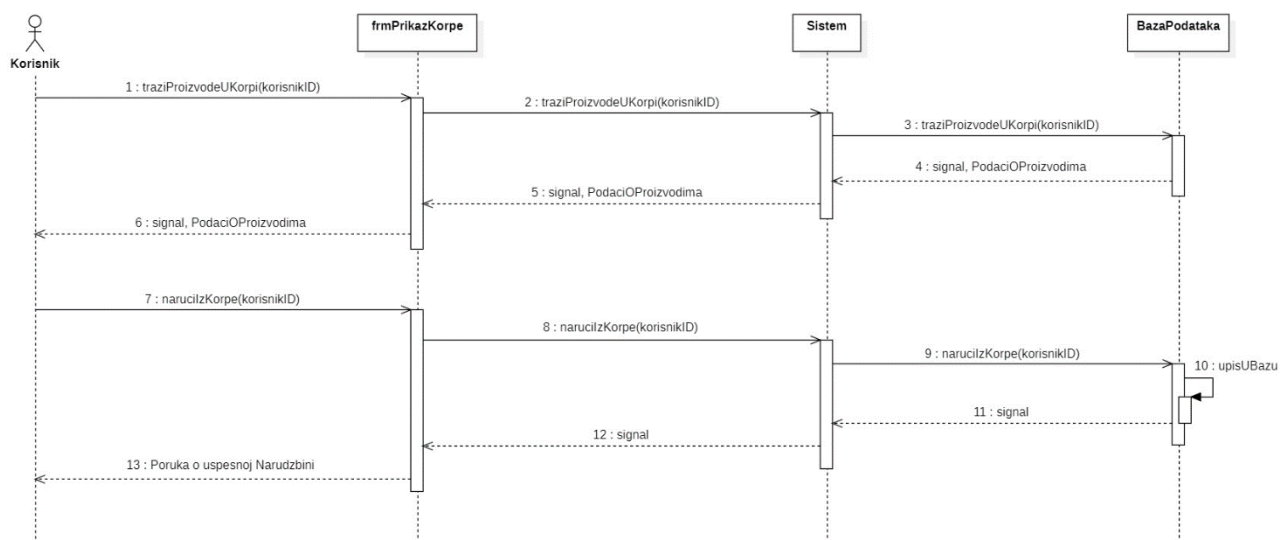 frmPrikazKorpe
Sistem
BazaPodataka
Korisnik
1 : traziProizvodeUKorpi(korisnikID)
2 : traziProizvodeUKorpi(korisnikID)
3 : traziProizvodeUKorpi(korisnikID)
4 : signal, PodaciOProizvodima
5 : signal, PodaciOProizvodima
6 : signal, PodaciOProizvodima
7 : naruciIzKorpe(korisnikID)
8 : naruciIzKorpe(korisnikID)
9 : naruciIzKorpe(korisnikID)
10 : upisUBazu
11 : signal
12 : signal
13 : Poruka o uspesnoj Narudzbini